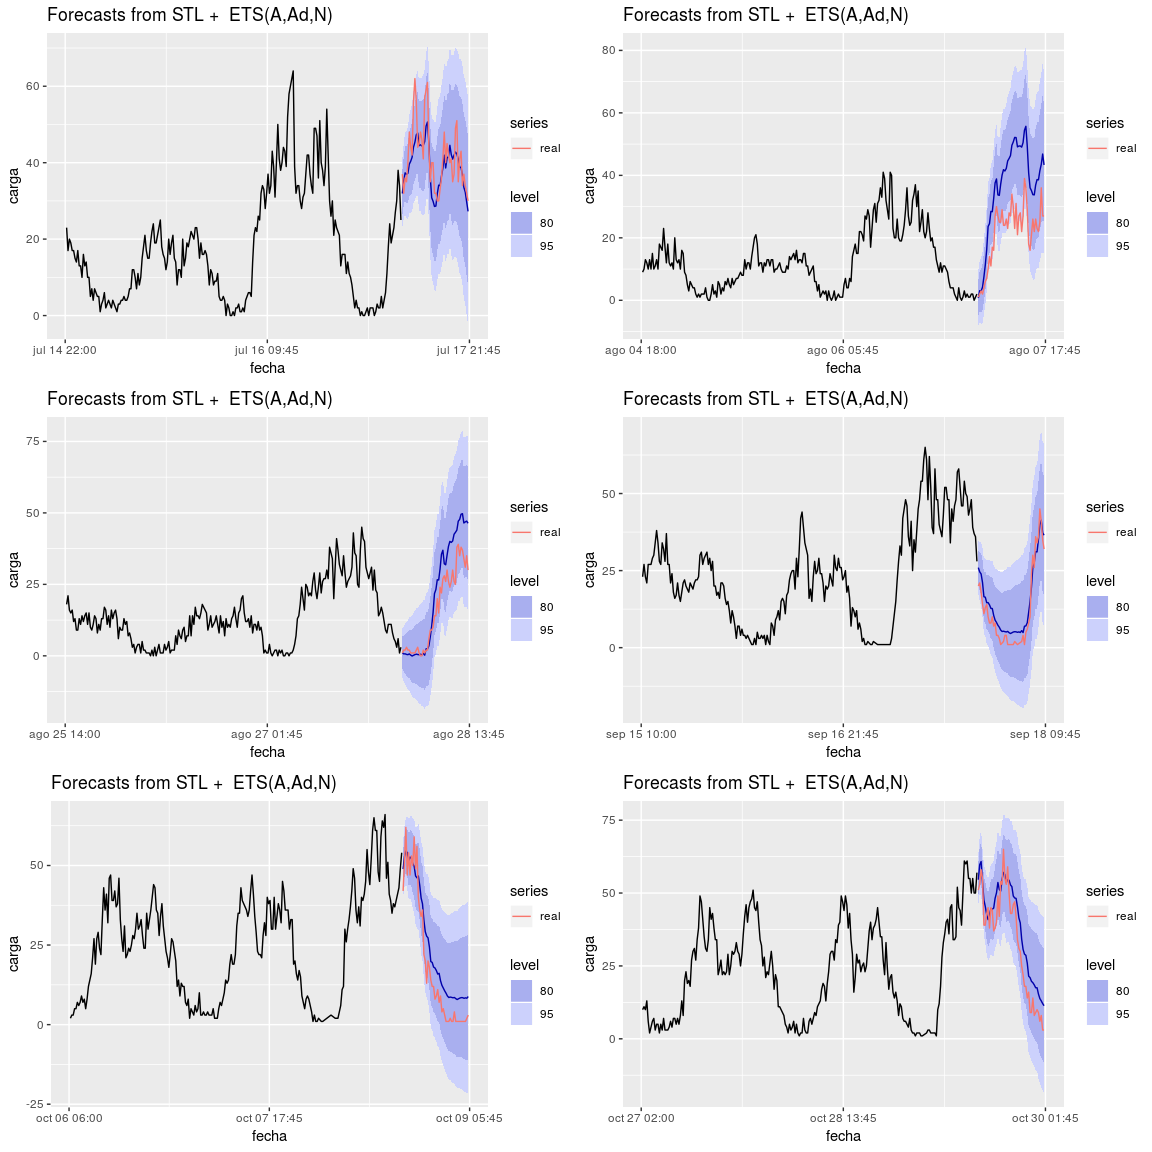 Forecasts from STL +  ETS(A,Ad,N)
carga
60
40
20
0
jul 14 22:00
jul 16 09:45
jul 17 21:45
fecha
series
real
level
80
95
Forecasts from STL +  ETS(A,Ad,N)
carga
80
60
40
20
0
ago 04 18:00
ago 06 05:45
ago 07 17:45
fecha
series
real
level
80
95
Forecasts from STL +  ETS(A,Ad,N)
carga
75
50
25
0
ago 25 14:00
ago 27 01:45
ago 28 13:45
fecha
series
real
level
80
95
Forecasts from STL +  ETS(A,Ad,N)
carga
50
25
0
sep 15 10:00
sep 16 21:45
sep 18 09:45
fecha
series
real
level
80
95
Forecasts from STL +  ETS(A,Ad,N)
carga
50
25
0
-25
oct 06 06:00
oct 07 17:45
oct 09 05:45
fecha
series
real
level
80
95
Forecasts from STL +  ETS(A,Ad,N)
carga
75
50
25
0
oct 27 02:00
oct 28 13:45
oct 30 01:45
fecha
series
real
level
80
95